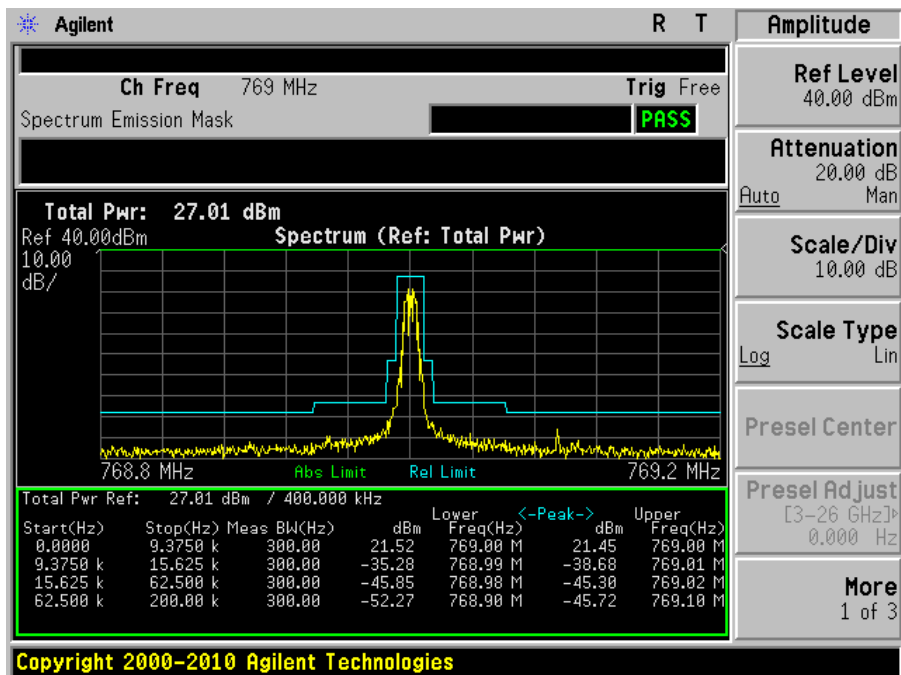 Agilent R T
Ch Freq 769 MHz Trig Free
Spectrum Emission Mask PASS
Total Pwr: 27.01 dBm
Ref 40.00dBm Spectrum (Ref: Total Pwr)
10.00
dB/
768.8 MHz Abs Limit Rel Limit 769.2 MHz
Total Pwr Ref: 27.01 dBm / 400.000 kHz
Lower <-Peak-> Upper
Start(Hz) Stop(Hz) Meas BW(Hz) dBm Freq(Hz) dBm Freq(Hz)
0.0000 9.3750 k 300.00 21.52 769.00 M 21.45 769.00 M
9.3750 k 15.625 k 300.00 -35.28 768.99 M -38.68 769.01 M
15.625 k 62.500 k 300.00 -45.85 768.98 M -45.30 769.02 M
62.500 k 200.00 k 300.00 -52.27 768.90 M -45.72 769.10 M
Amplitude
Ref Level
40.00 dBm
Attenuation
20.00 dB
Auto Man
Scale/Div
10.00 dB
Scale Type
Log Lin
Presel Center
Presel Adjust
[3-26 GHz]
0.000 Hz
More
1 of 3
Copyright 2000-2010 Agilent Technologies